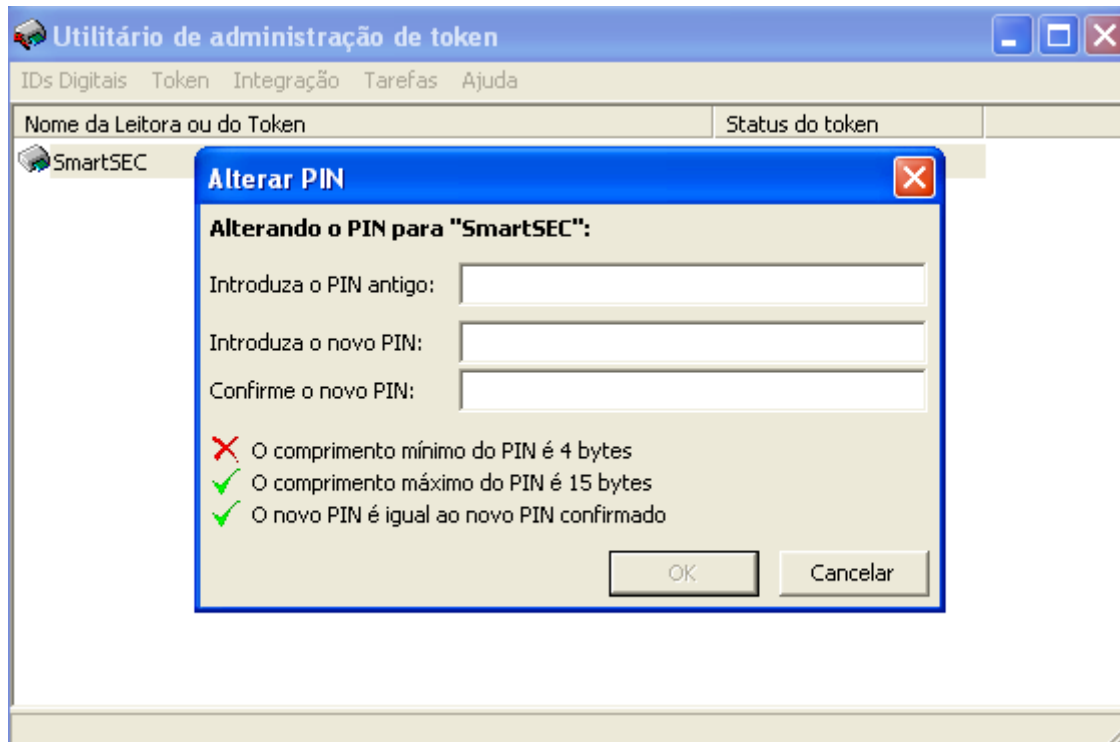 Utilitário de administração de token
IDs Digitais Token Integração Tarefas Ajuda
Nome da Leitora ou do Token Status do token
SmartSEC
Alterar PIN
Alterando o PIN para "SmartSEC":
Introduza o PIN antigo:
Introduza o novo PIN:
Confirme o novo PIN:
O comprimento mínimo do PIN é 4 bytes
O comprimento máximo do PIN é 15 bytes
O novo PIN é igual ao novo PIN confirmado
OK Cancelar